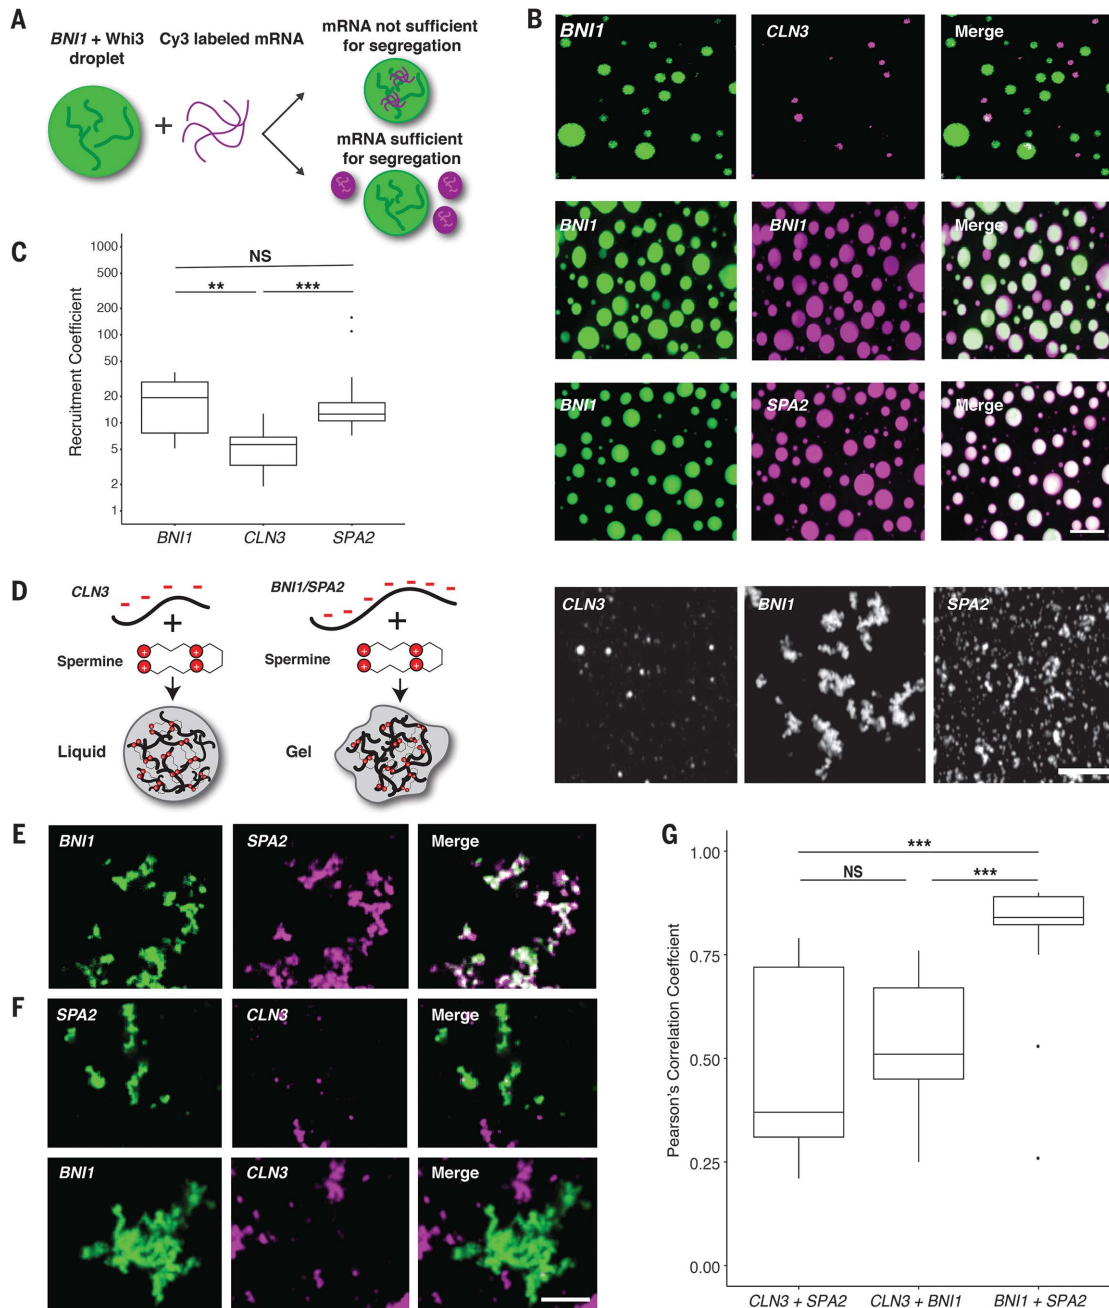 A
BNI1 + Whi3
droplet
+
Cy3 labeled mRNA
mRNA not sufficient
for segregation
mRNA sufficient
for segregation
B
BNI1
CLN3
Merge
BNI1
BNI1
Merge
BNI1
SPA2
Merge
C
Recruitment Coefficient
1000
500
200
100
50
20
10
5
2
1
NS
**
***
BNI1
CLN3
SPA2
D
CLN3
- - - -
+
Spermine
+ +
+ +
Liquid
BNI1/SPA2
- - - - - - -
+
Spermine
+ +
+ +
Gel
CLN3
BNI1
SPA2
E
BNI1
SPA2
Merge
F
SPA2
CLN3
Merge
BNI1
CLN3
Merge
G
Pearson's Correlation Coefficient
1.00
0.75
0.50
0.25
0.00
***
NS
***
CLN3 + SPA2
CLN3 + BNI1
BNI1 + SPA2